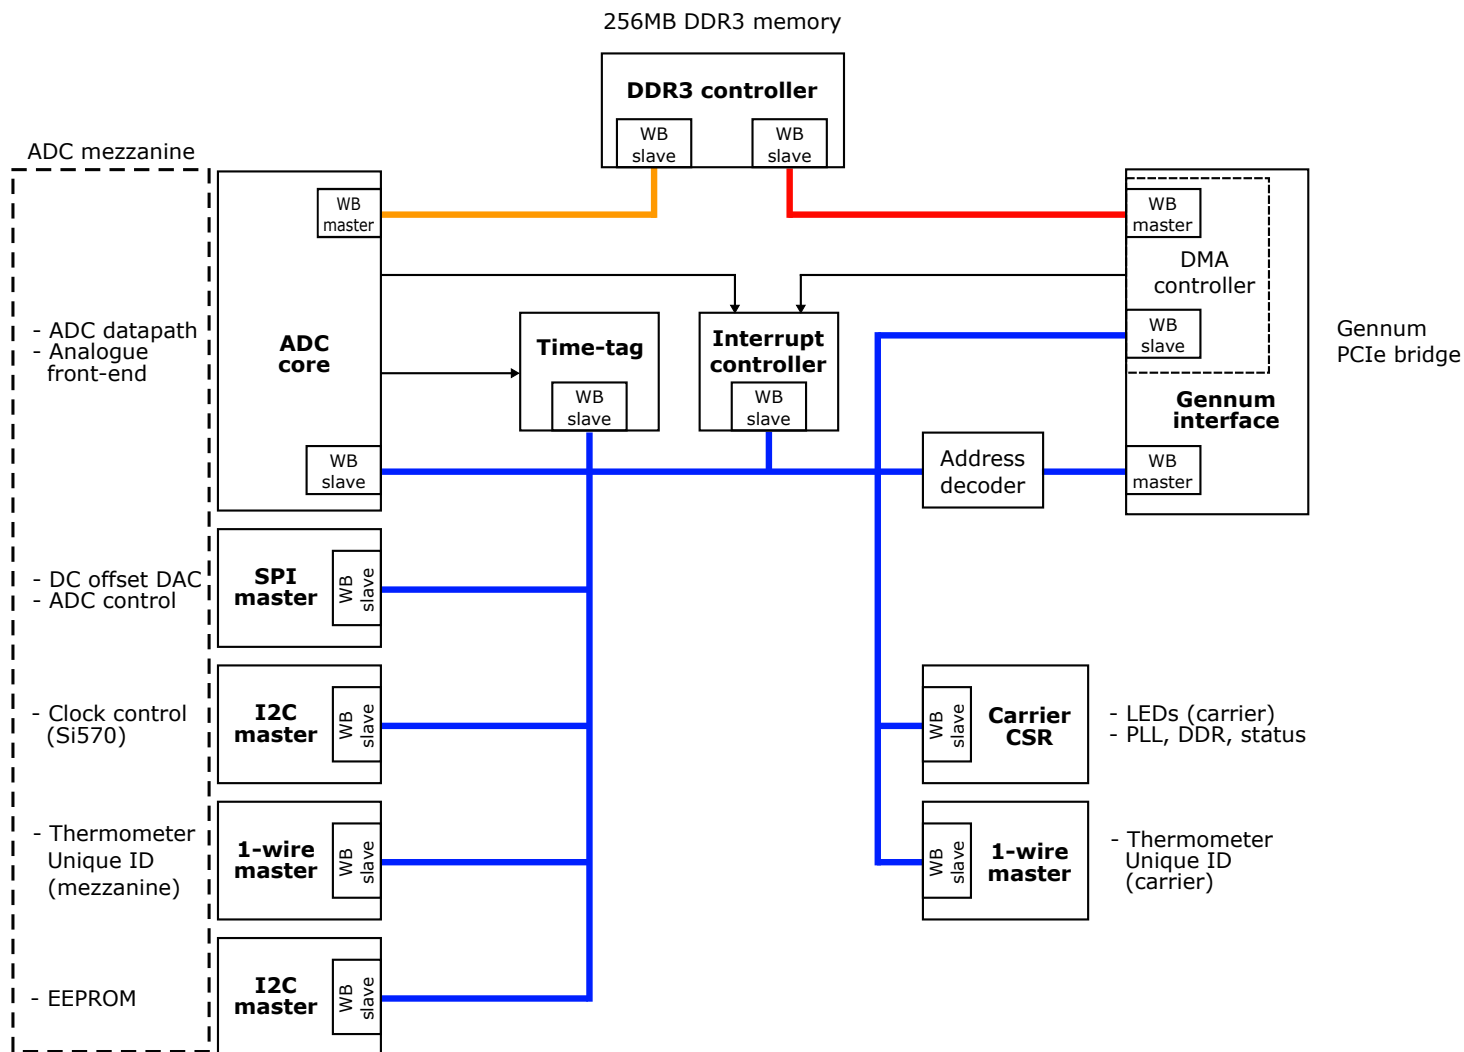 256MB DDR3 memory
DDR3 controller
WB
slave
WB
slave
ADC mezzanine
- ADC datapath
- Analogue
front-end
WB
master
ADC
core
WB
slave
Time-tag
WB
slave
Interrupt
controller
WB
slave
WB
master
DMA
controller
WB
slave
Gennum
interface
WB
master
Gennum
PCIe bridge
Address
decoder
- DC offset DAC
- ADC control
SPI
master
WB
slave
- Clock control
(Si570)
I2C
master
WB
slave
WB
slave
Carrier
CSR
- LEDs (carrier)
- PLL, DDR, status
- Thermometer
Unique ID
(mezzanine)
1-wire
master
WB
slave
WB
slave
1-wire
master
- Thermometer
Unique ID
(carrier)
- EEPROM
I2C
master
WB
slave